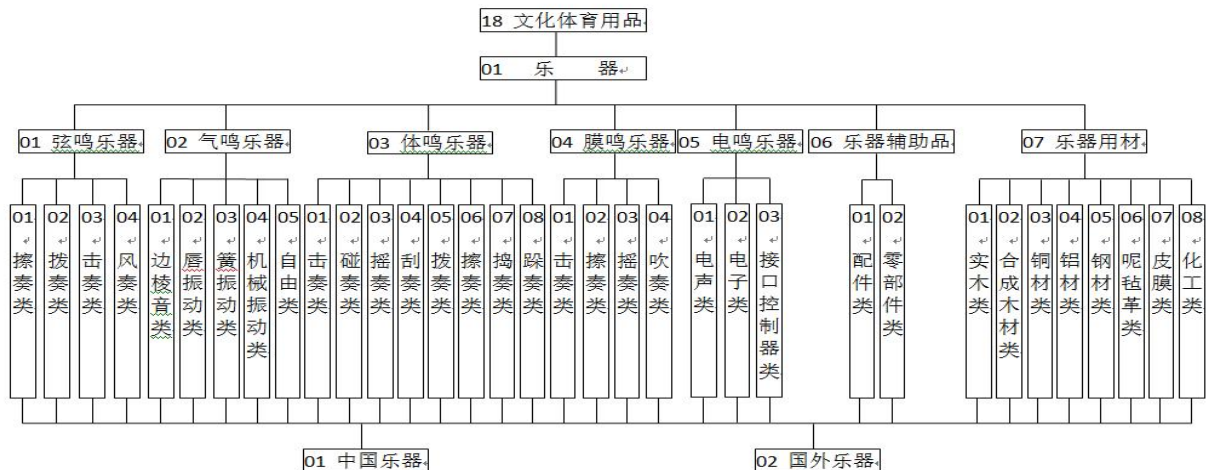 18 文化体育用品
01 乐 器
01 弦鸣乐器
02 气鸣乐器
03 体鸣乐器
04 膜鸣乐器
05 电鸣乐器
06 乐器辅助品
07 乐器用材
01 擦奏类
02 拨奏类
03 击奏类
04 风奏类
01 边棱音类
02 唇振动类
03 簧振动类
04 机械振动类
05 自由类
01 击奏类
02 碰奏类
03 摇奏类
04 刮奏类
05 拨奏类
06 擦奏类
07 捣奏类
08 跺奏类
01 击奏类
02 擦奏类
03 摇奏类
04 吹奏类
01 电声类
02 电子类
03 接口控制器类
01 配件类
02 零部件类
01 实木类
02 合成木材类
03 铜材类
04 铝材类
05 钢材类
06 呢毡革类
07 皮膜类
08 化工类
01 中国乐器
02 国外乐器